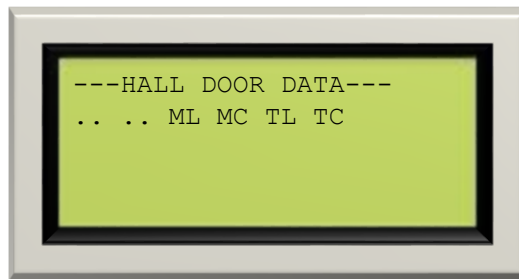 ---HALL DOOR DATA---
.. .. ML MC TL TC